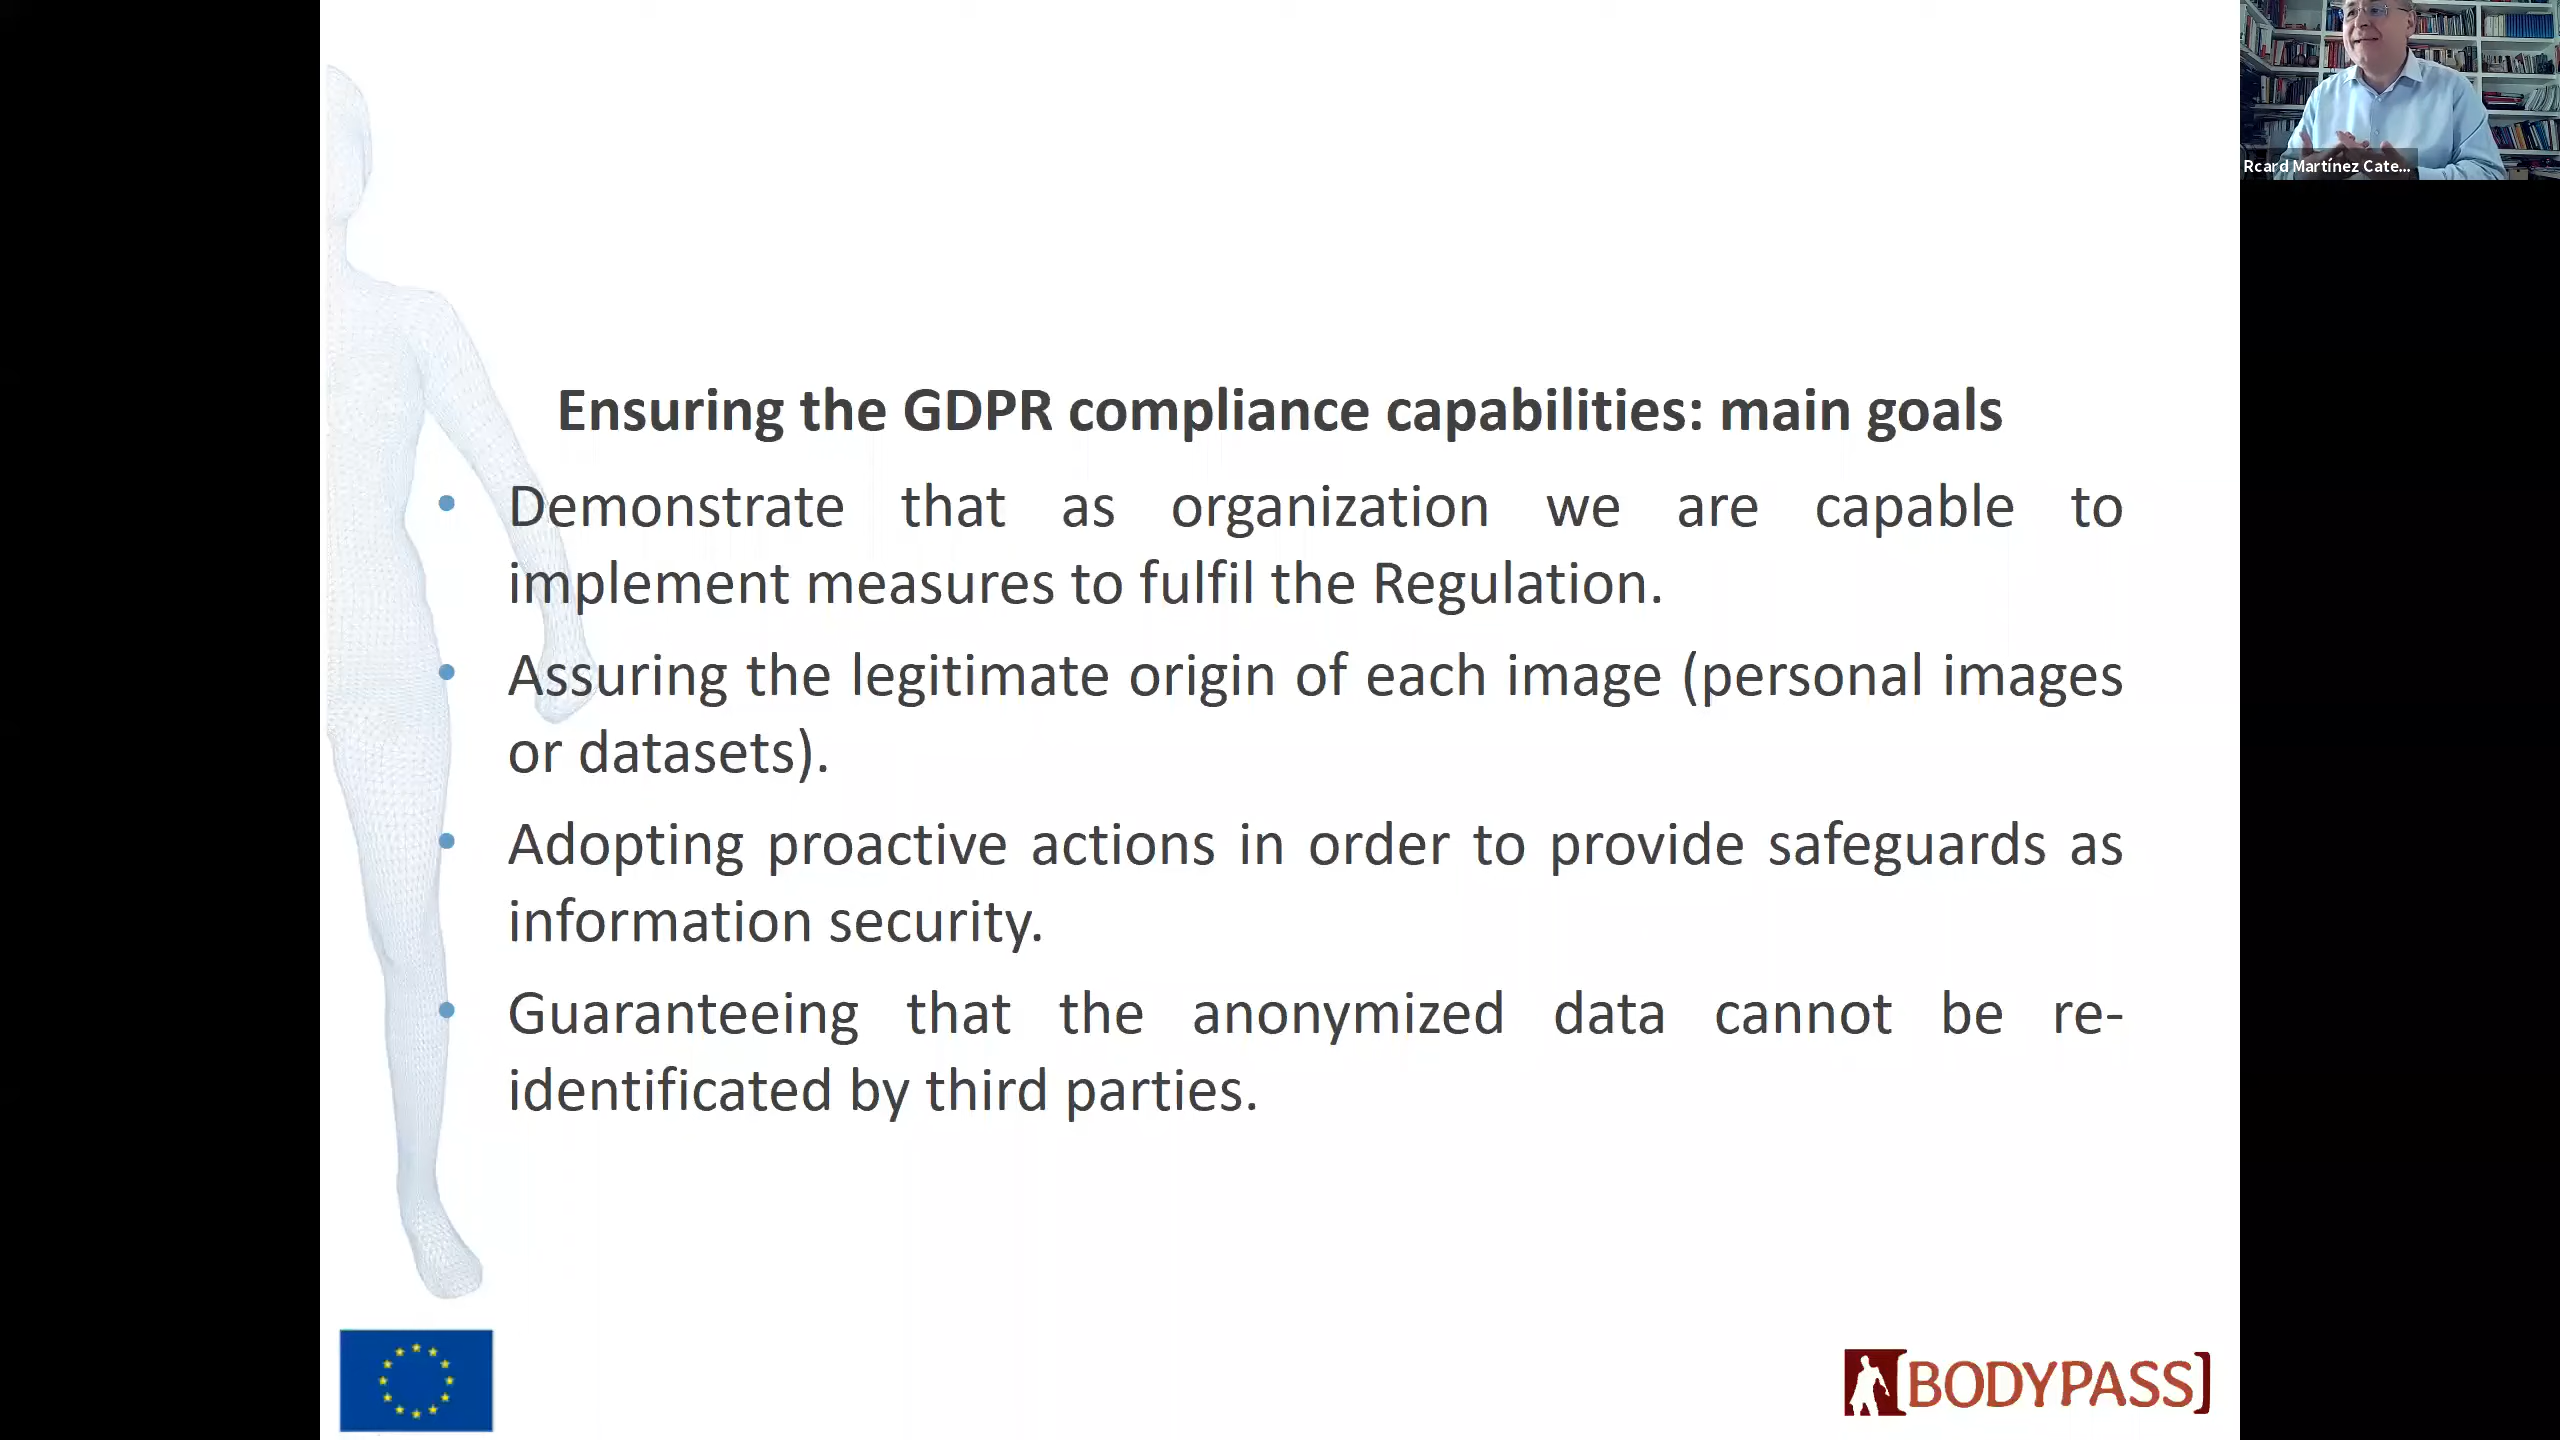 Rcard Martínez Cate...
Ensuring the GDPR compliance capabilities: main goals
• Demonstrate that as organization we are capable to
implement measures to fulfil the Regulation.
• Assuring the legitimate origin of each image (personal images
or datasets).
• Adopting proactive actions in order to provide safeguards as
information security.
• Guaranteeing that the anonymized data cannot be re-
identificated by third parties.
[BODYPASS]